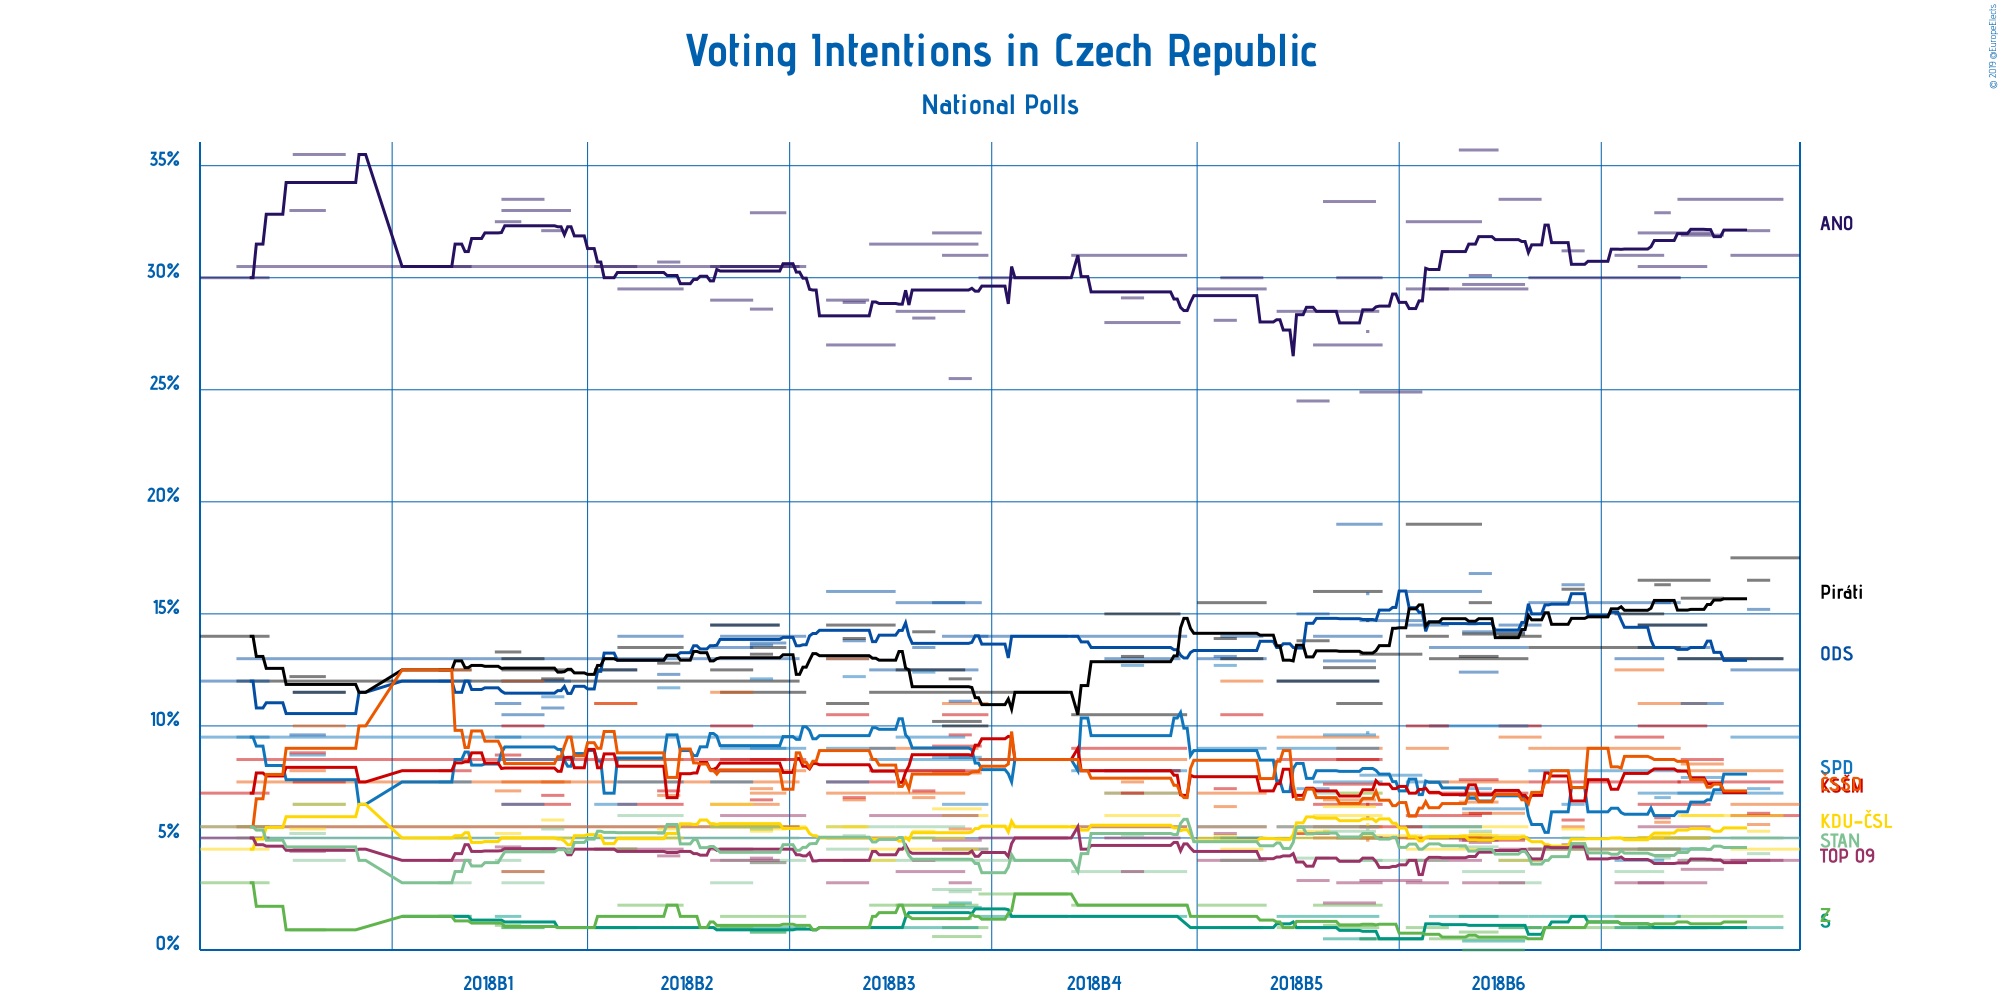 Voting Intentions in Czech Republic
National Polls
© 2019 @EuropeElects
35%
30%
25%
20%
15%
10%
5%
0%
ANO
Piráti
ODS
SPD
KSČM
KDU-ČSL
STAN
TOP 09
Z
S
2018B1
2018B2
2018B3
2018B4
2018B5
2018B6